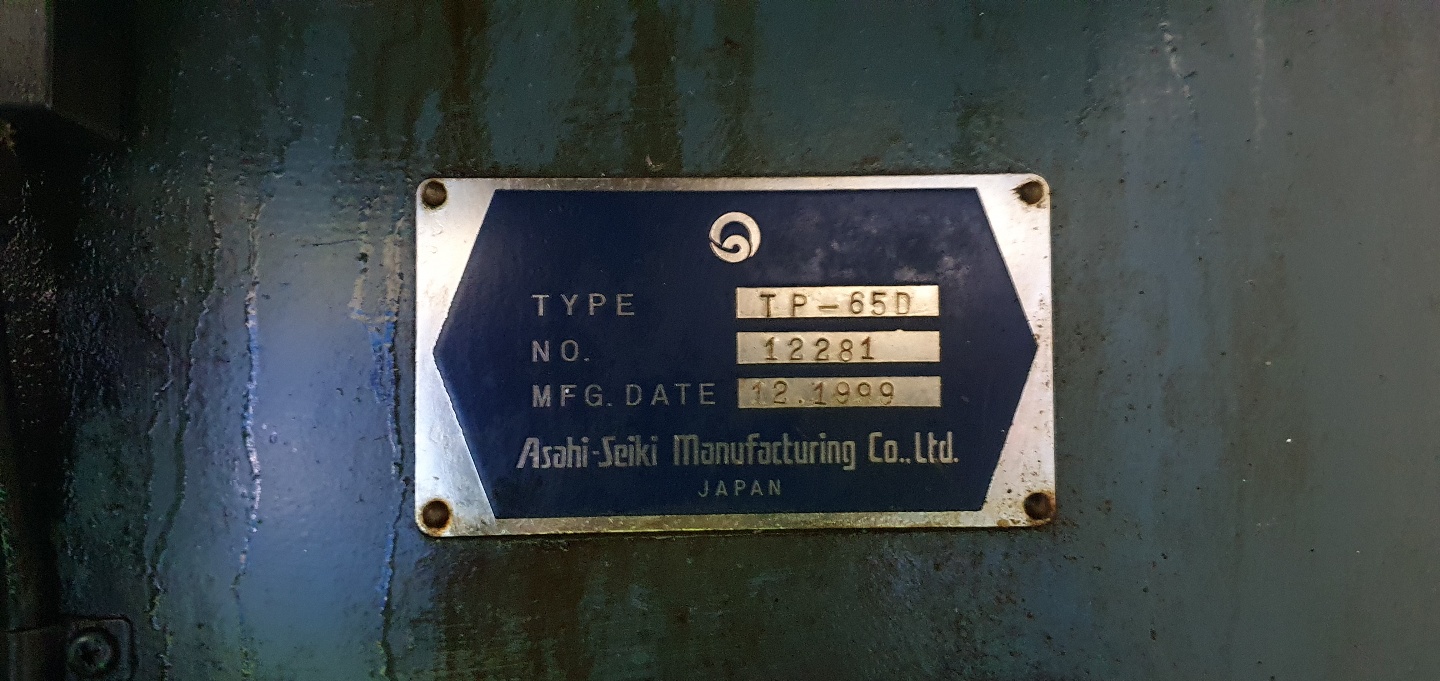 TYPE TP-65D
NO. 12281
MFG. DATE 12.1999
Asahi-Seiki Manufacturing Co.,Ltd.
JAPAN